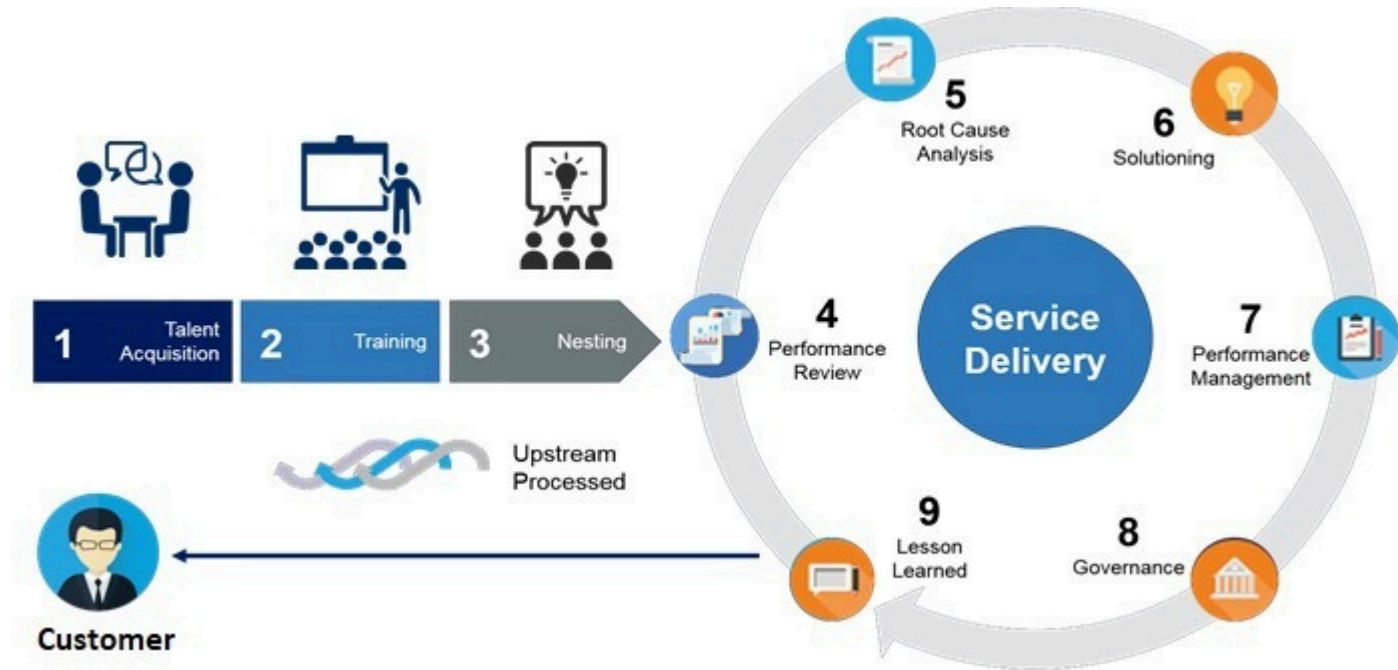 1
Talent
Acquisition
2
Training
3
Nesting
4
Performance
Review
5
Root Cause
Analysis
6
Solutioning
7
Performance
Management
8
Governance
9
Lesson
Learned
Service
Delivery
Upstream
Processed
Customer